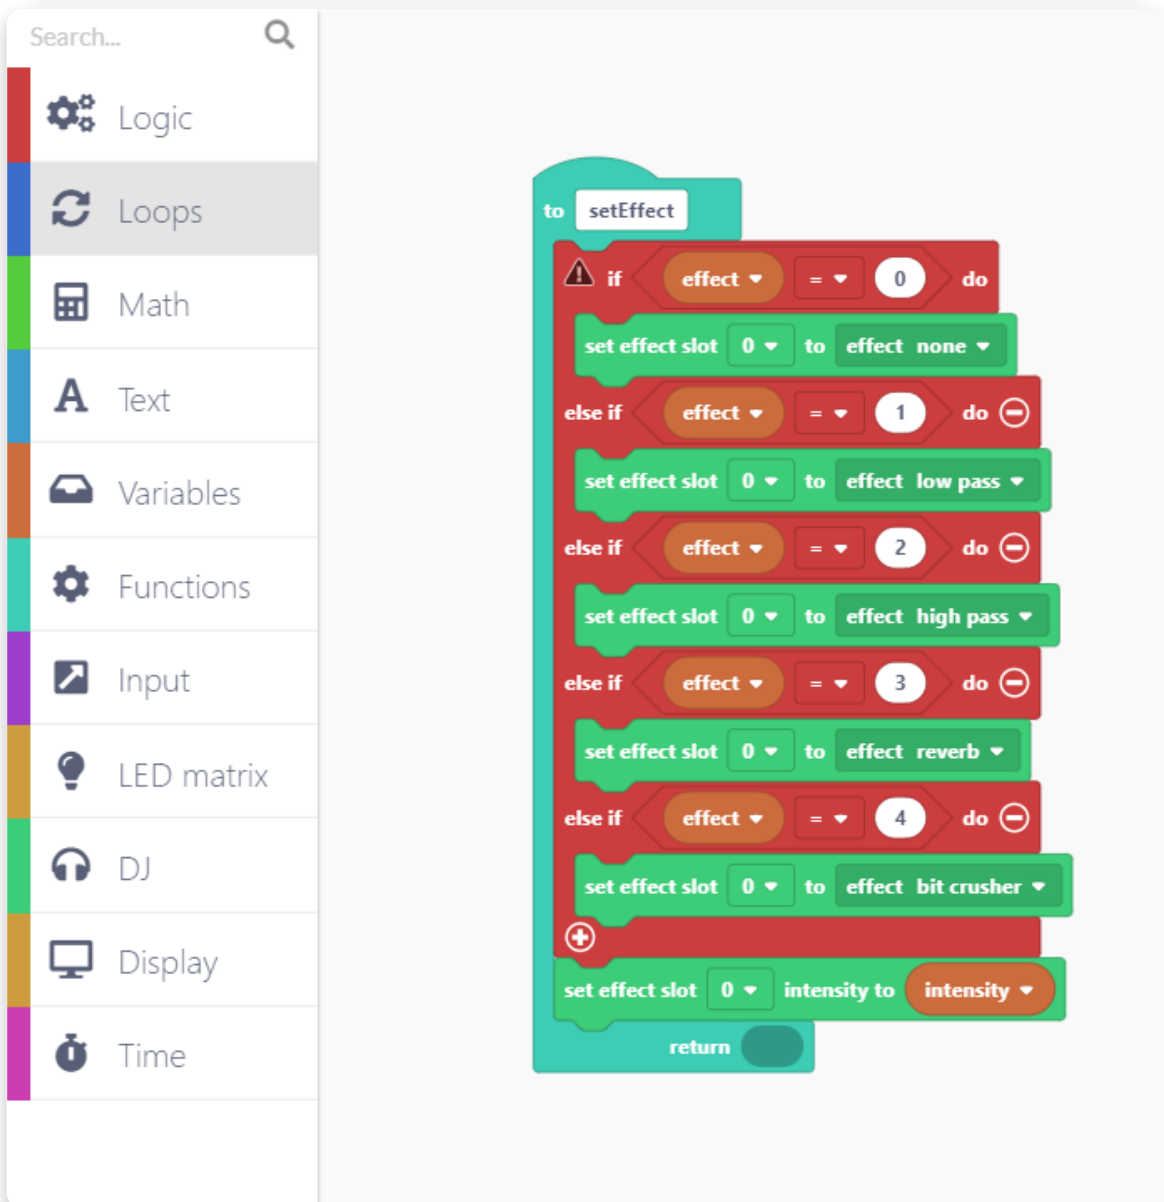 Search...
Logic
Loops
Math
Text
Variables
Functions
Input
LED matrix
DJ
Display
Time
to setEffect
if effect = 0 do
set effect slot 0 to effect none
else if effect = 1 do
set effect slot 0 to effect low pass
else if effect = 2 do
set effect slot 0 to effect high pass
else if effect = 3 do
set effect slot 0 to effect reverb
else if effect = 4 do
set effect slot 0 to effect bit crusher
set effect slot 0 intensity to intensity
return